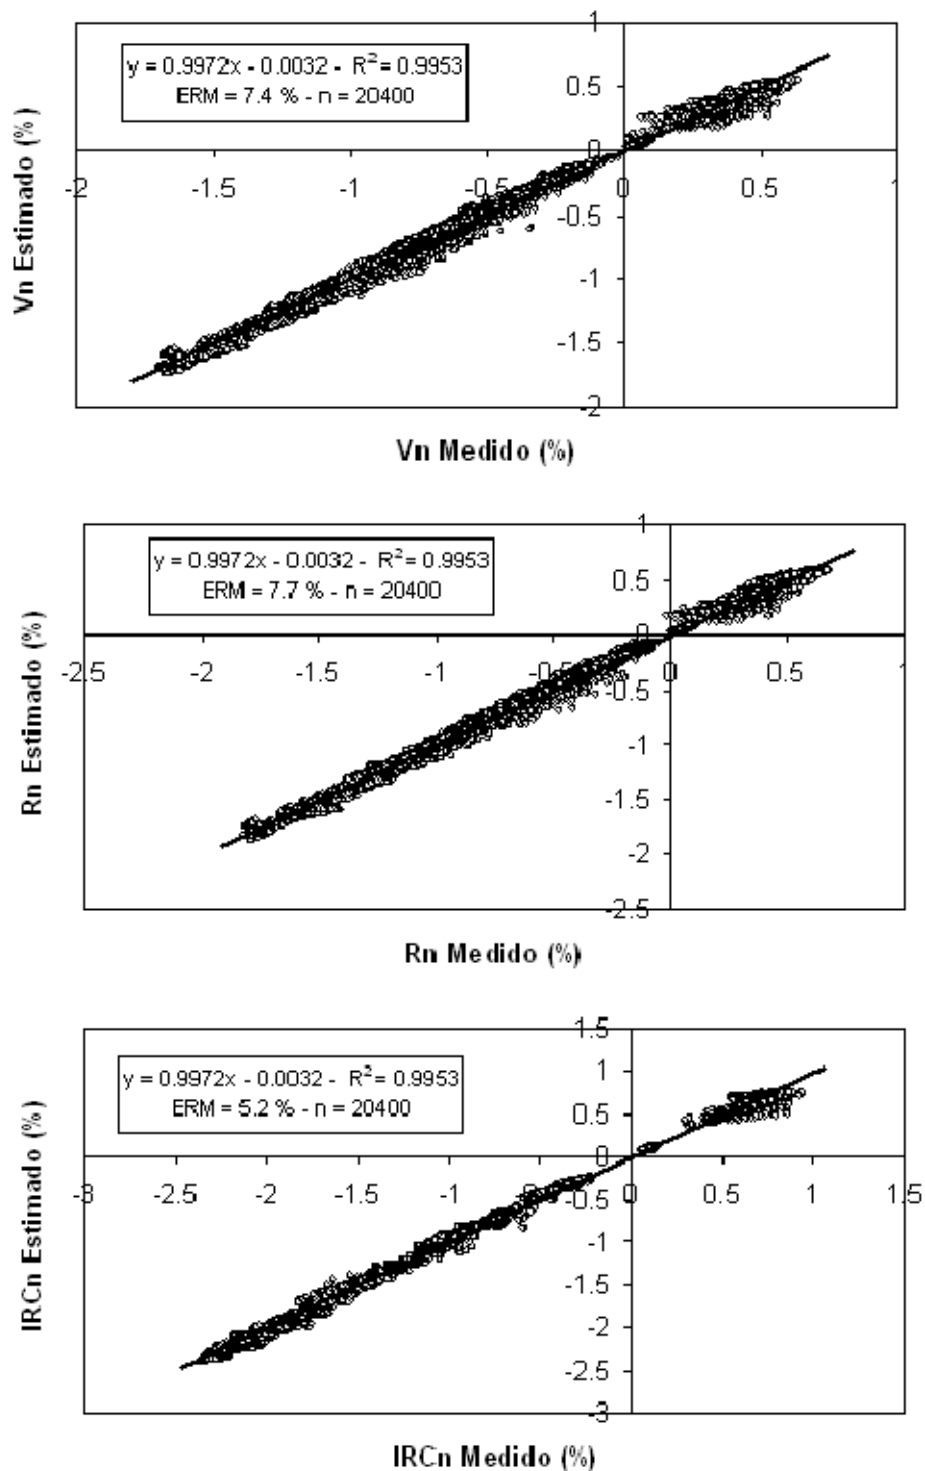 1
y = 0.9972x - 0.0032 - R² = 0.9953
ERM = 7.4 % - n = 20400
0.5
0
-2 -1.5 -1 -0.5 0 0.5 1
-0.5
-1
-1.5
-2
Vn Estimado (%)
Vn Medido (%)
1
y = 0.9972x - 0.0032 - R² = 0.9953
ERM = 7.7 % - n = 20400
0.5
0
-2.5 -2 -1.5 -1 -0.5 0 0.5 1
-0.5
-1
-1.5
-2
-2.5
Rn Estimado (%)
Rn Medido (%)
1.5
y = 0.9972x - 0.0032 - R² = 0.9953
ERM = 5.2 % - n = 20400
1
0.5
0
-3 -2.5 -2 -1.5 -1 -0.5 0 0.5 1 1.5
-0.5
-1
-1.5
-2
-2.5
-3
IRCn Estimado (%)
IRCn Medido (%)